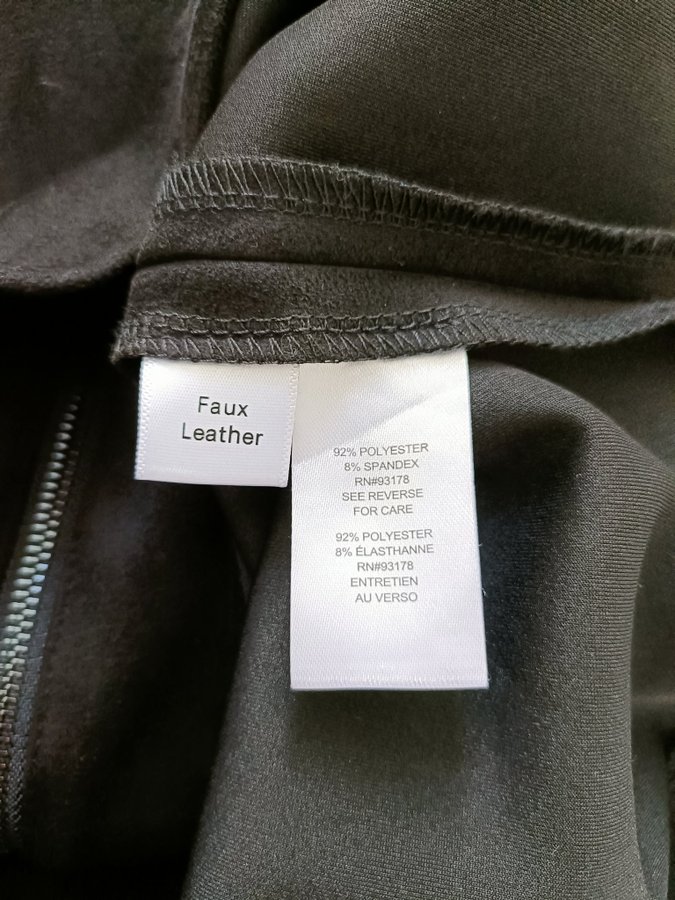 Faux
Leather
92% POLYESTER
8% SPANDEX
RN#93178
SEE REVERSE
FOR CARE
92% POLYESTER
8% ÉLASTHANNE
RN#93178
ENTRETIEN
AU VERSO